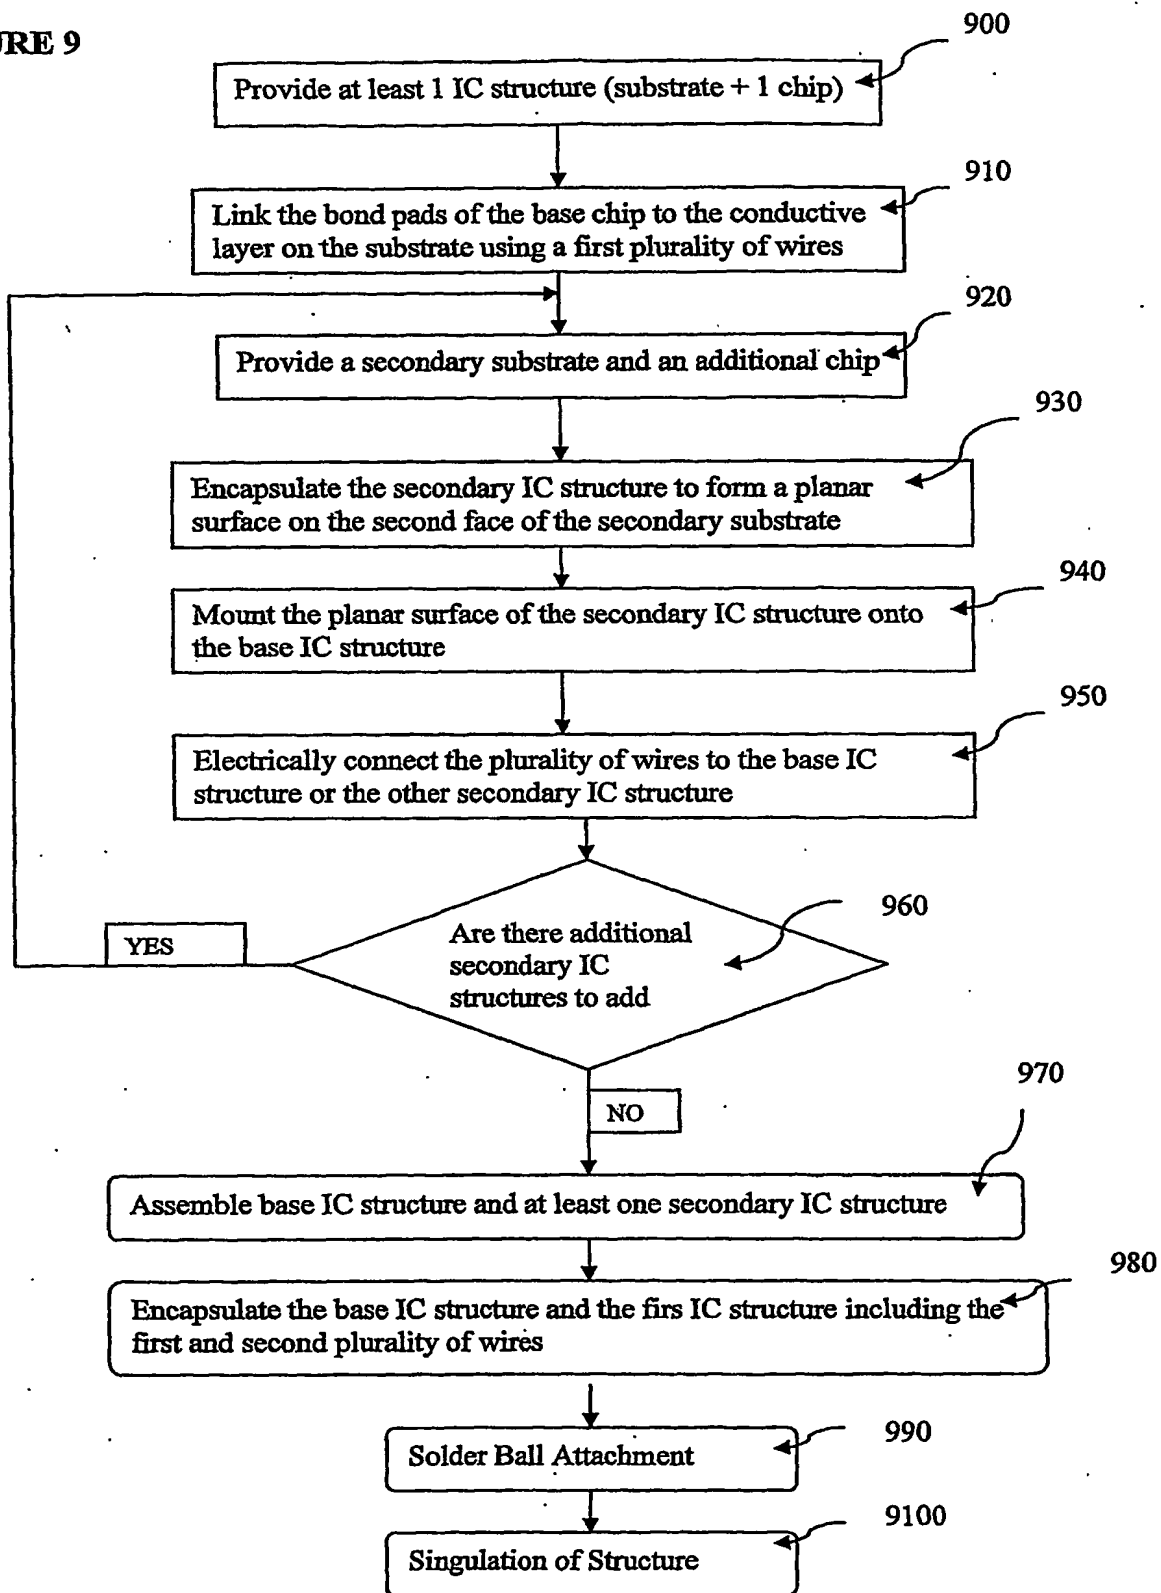 URE 9
900
Provide at least 1 IC structure (substrate + 1 chip)
910
Link the bond pads of the base chip to the conductive
layer on the substrate using a first plurality of wires
920
Provide a secondary substrate and an additional chip
930
Encapsulate the secondary IC structure to form a planar
surface on the second face of the secondary substrate
940
Mount the planar surface of the secondary IC structure onto
the base IC structure
950
Electrically connect the plurality of wires to the base IC
structure or the other secondary IC structure
960
Are there additional
secondary IC
structures to add
YES
NO
970
Assemble base IC structure and at least one secondary IC structure
980
Encapsulate the base IC structure and the firs IC structure including the
first and second plurality of wires
990
Solder Ball Attachment
9100
Singulation of Structure